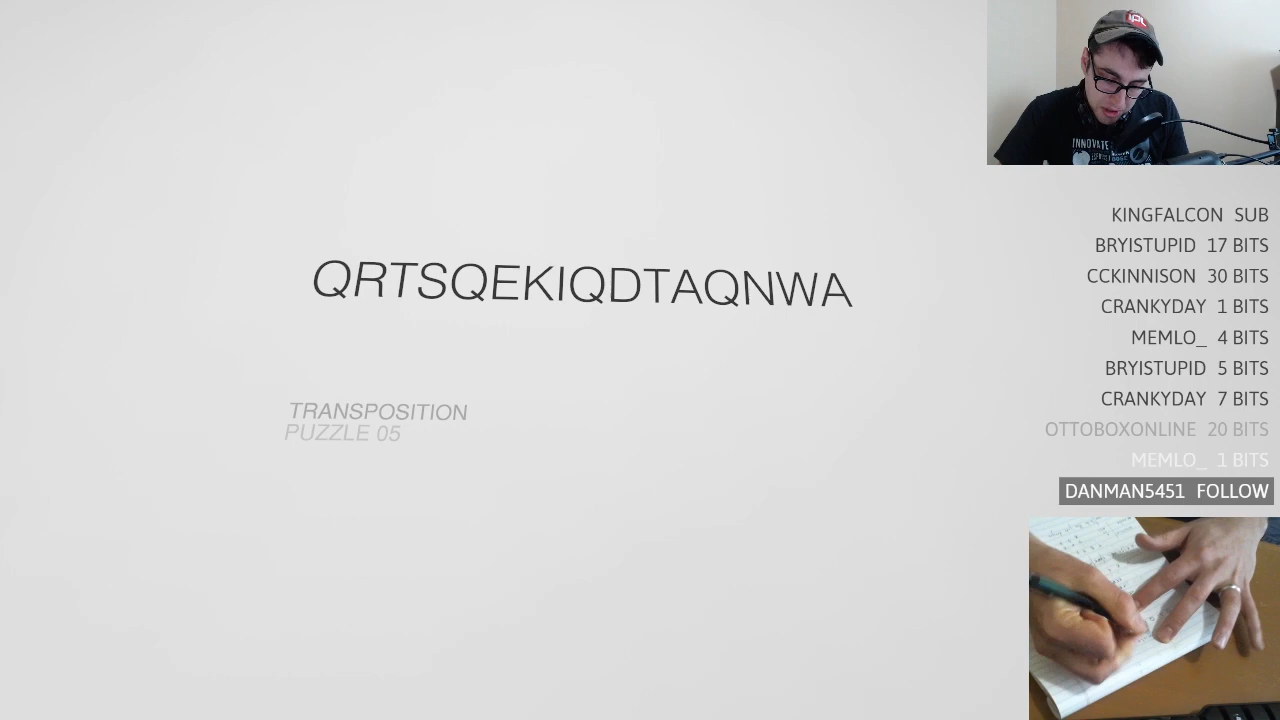 QRTSQEKIQDTAQNWA
TRANSPOSITION
PUZZLE 05
INNOVATE
KINGFALCON SUB
BRYISTUPID 17 BITS
CCKINNISON 30 BITS
CRANKYDAY 1 BITS
MEMLO_ 4 BITS
BRYISTUPID 5 BITS
CRANKYDAY 7 BITS
OTTOBOXONLINE 20 BITS
MEMLO_ 1 BITS
DANMAN5451 FOLLOW